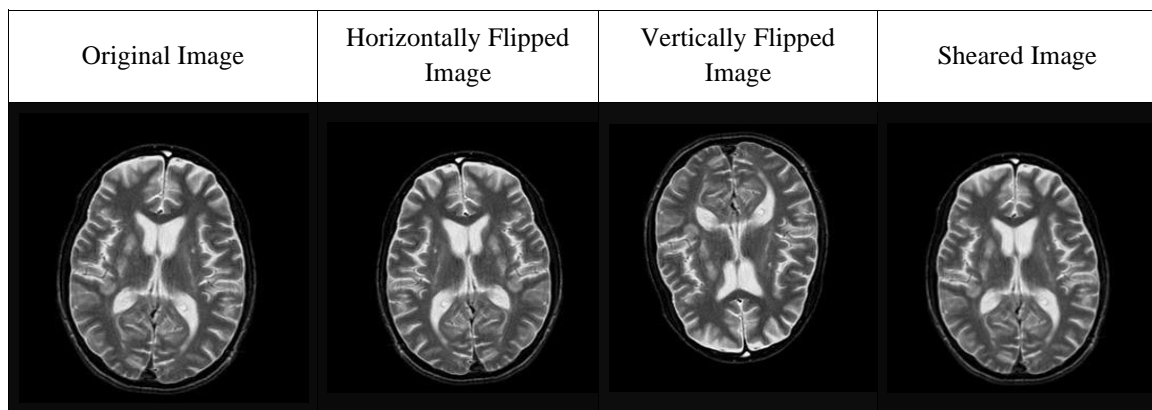 Original Image
Horizontally Flipped
Image
Vertically Flipped
Image
Sheared Image